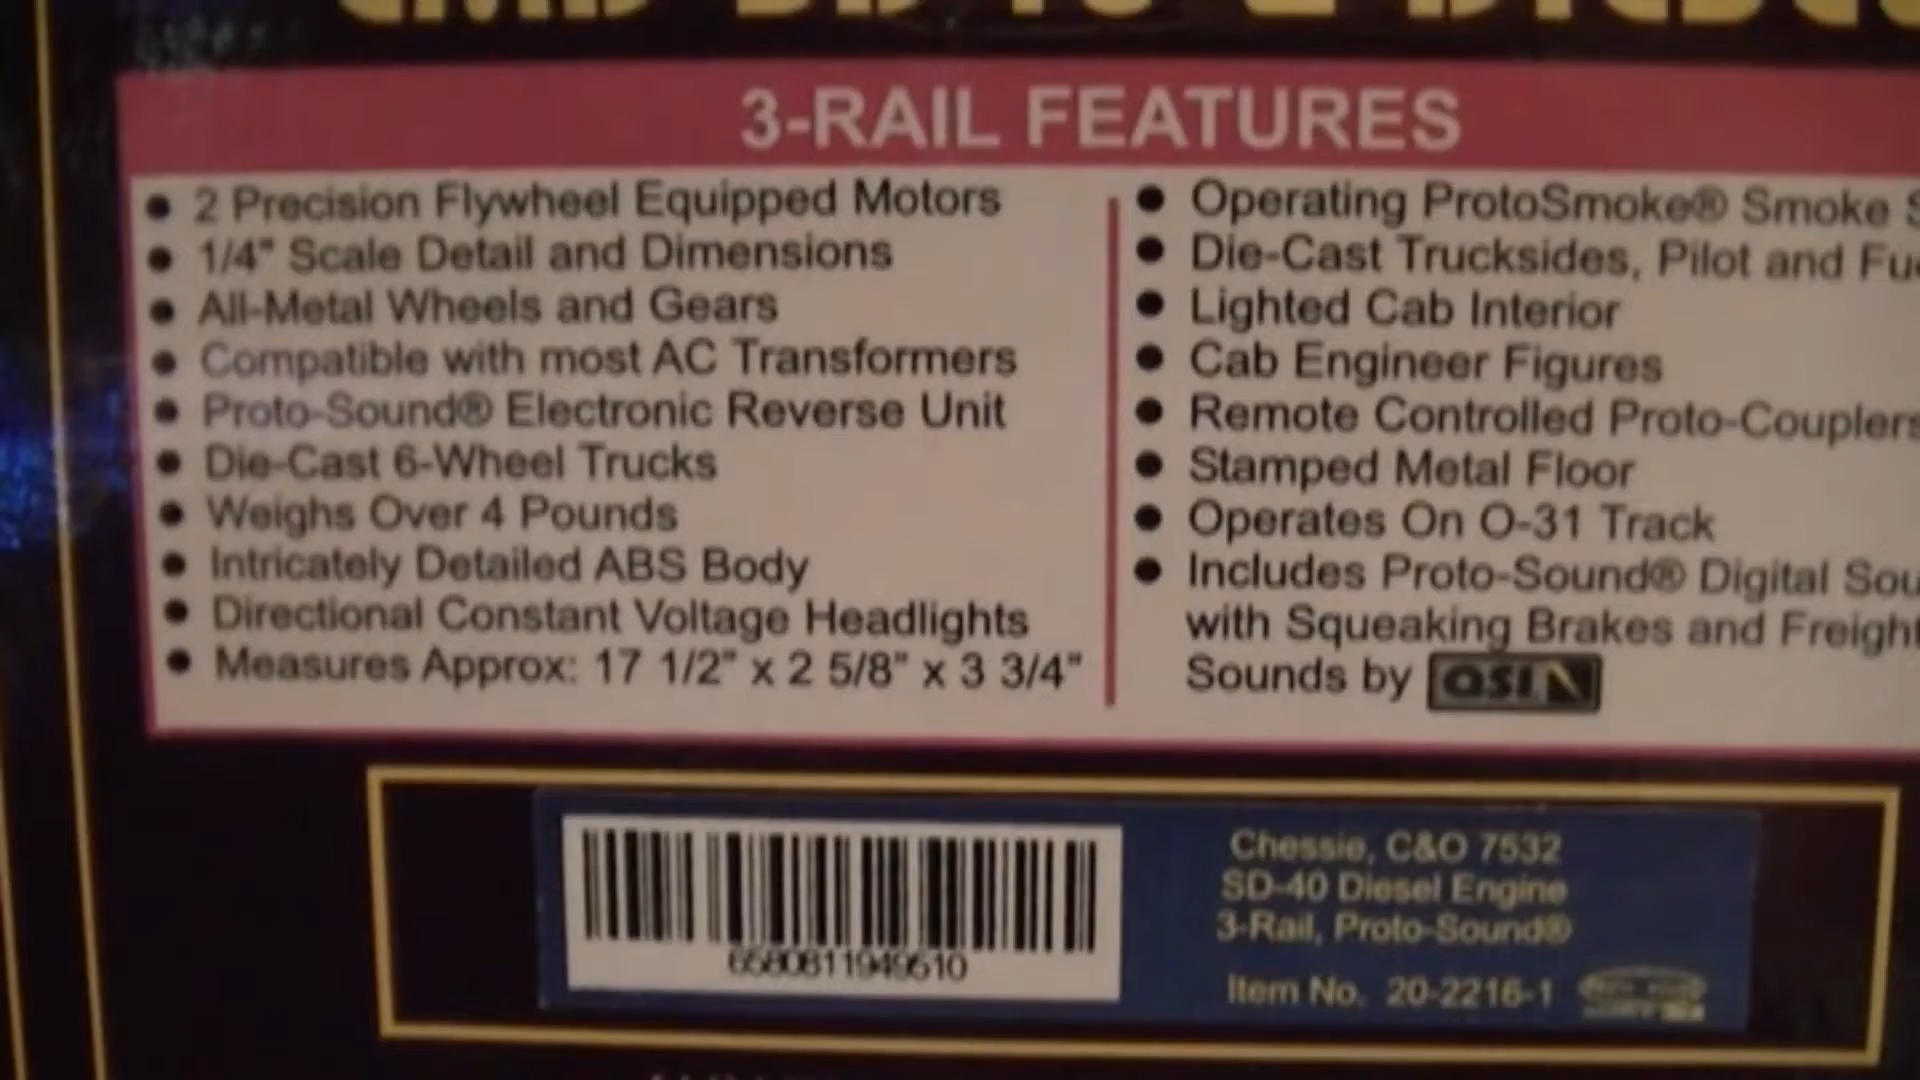 3-RAIL FEATURES
• 2 Precision Flywheel Equipped Motors
• 1/4" Scale Detail and Dimensions
• All-Metal Wheels and Gears
• Compatible with most AC Transformers
• Proto-Sound® Electronic Reverse Unit
• Die-Cast 6-Wheel Trucks
• Weighs Over 4 Pounds
• Intricately Detailed ABS Body
• Directional Constant Voltage Headlights
• Measures Approx: 17 1/2" x 2 5/8" x 3 3/4"
• Operating ProtoSmoke® Smoke
• Die-Cast Trucksides, Pilot and
• Lighted Cab Interior
• Cab Engineer Figures
• Remote Controlled Proto-Couplers
• Stamped Metal Floor
• Operates On O-31 Track
• Includes Proto-Sound® Digital
with Squeaking Brakes and Freight
Sounds by QSI
Chessie, C&O 7532
SD-40 Diesel Engine
3-Rail, Proto-Sound®
Item No. 20-2216-1